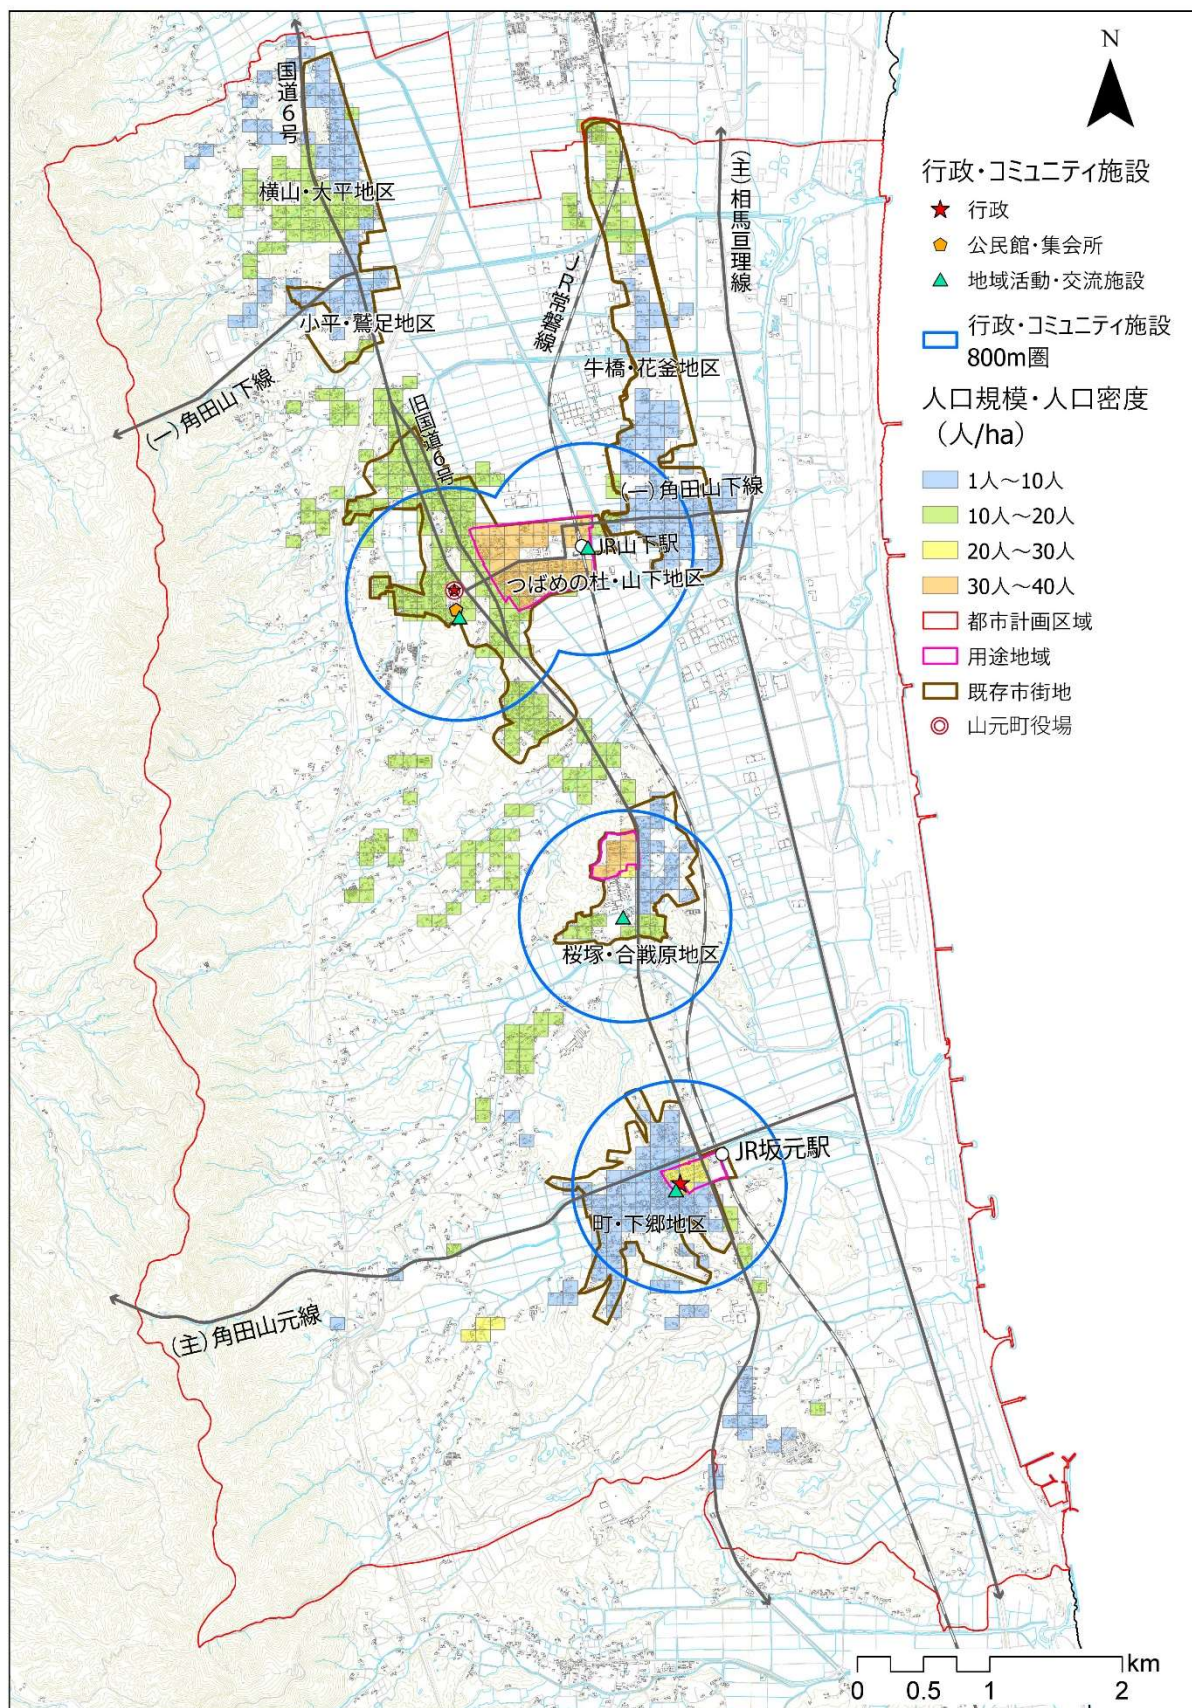 N
行政・コミュニティ施設
行政
公民館・集会所
地域活動・交流施設
行政・コミュニティ施設
800m圏
人口規模・人口密度
(人/ha)
1人～10人
10人～20人
20人～30人
30人～40人
都市計画区域
用途地域
既存市街地
山元町役場
国道6号
横山・大平地区
小平・鷲足地区
(一)角田山下線
旧国道6号
JR常磐線
(主)相馬亘理線
牛橋・花釜地区
(一)角田山下線
JR山下駅
つばめの杜・山下地区
桜塚・合戦原地区
JR坂元駅
町・下郷地区
(主)角田山元線
km
0 0.5 1 2